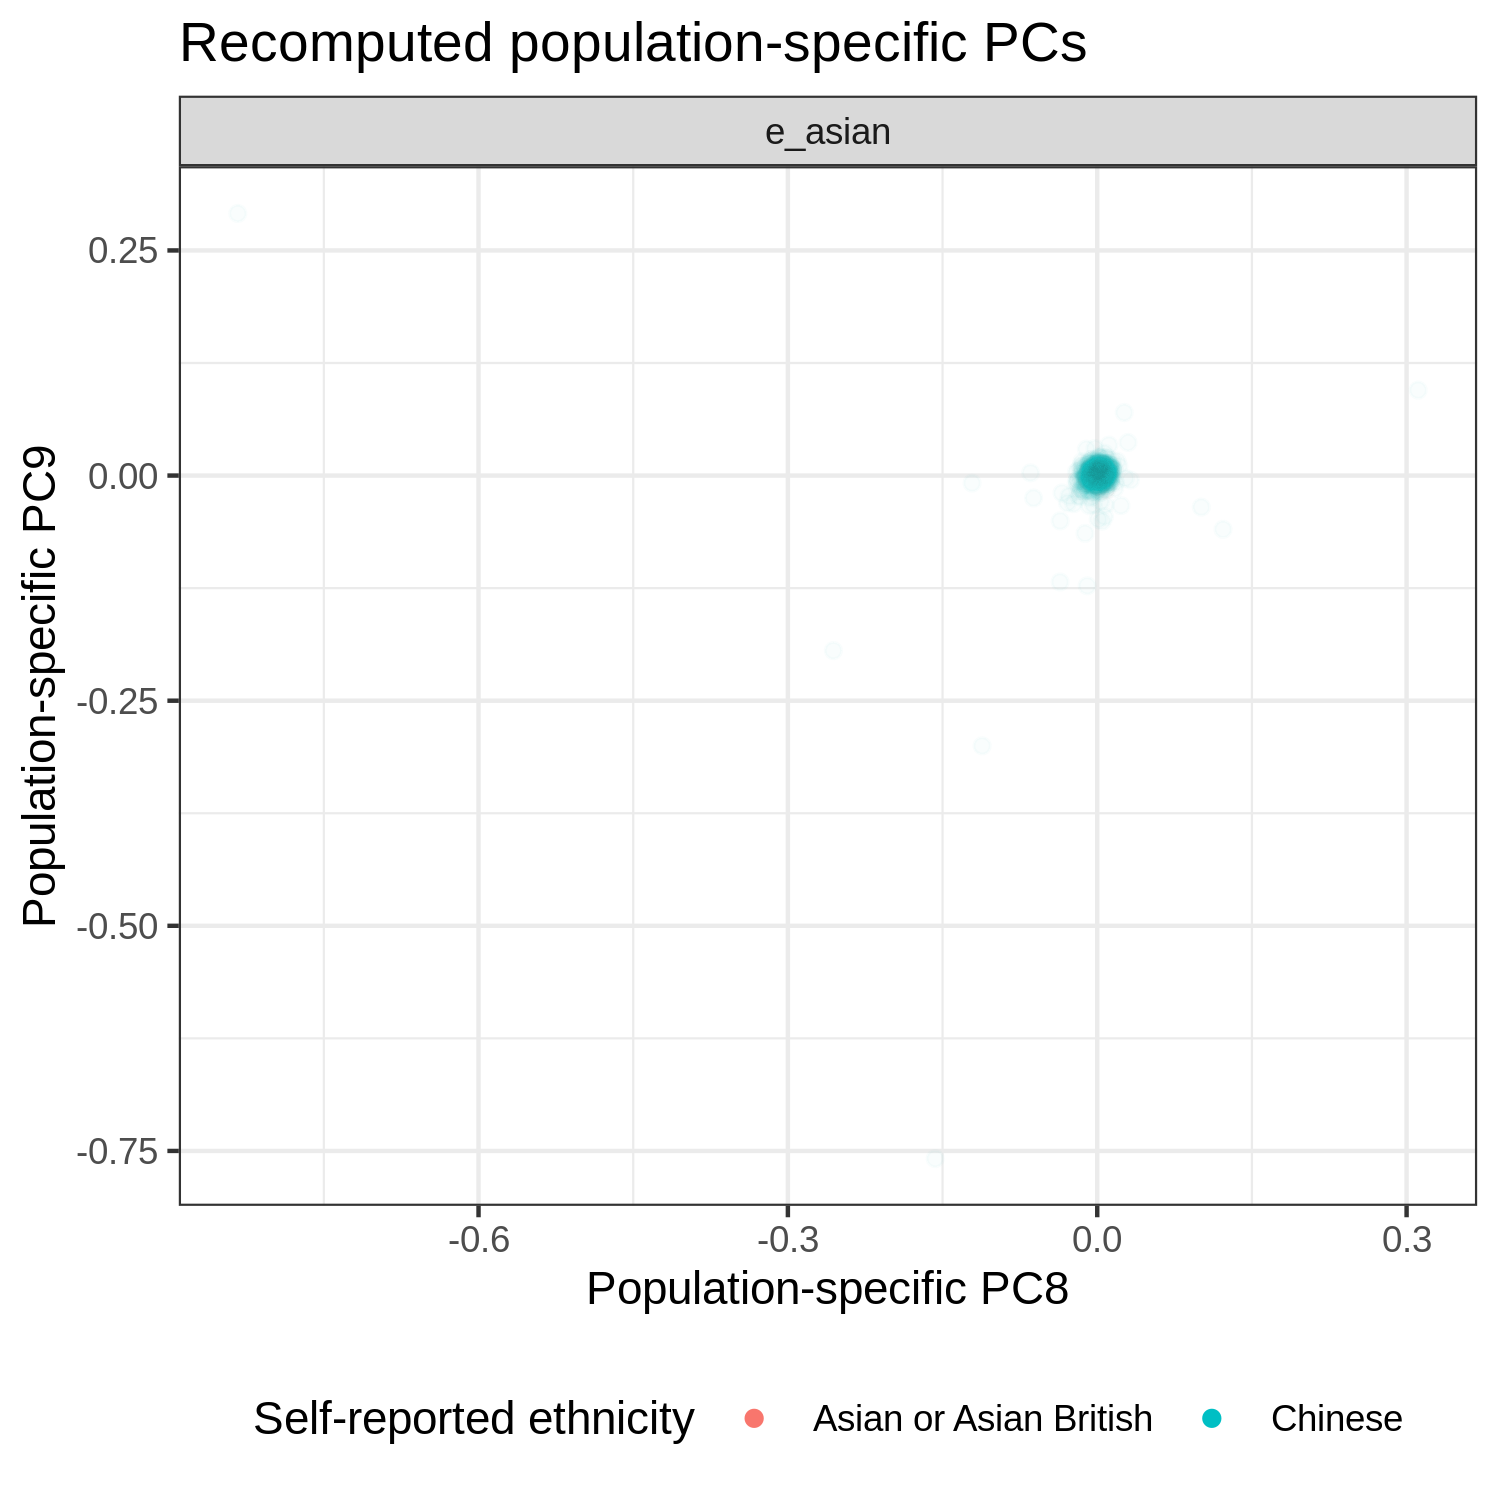 Recomputed population-specific PCs
e_asian
0.25
0.00
-0.25
-0.50
-0.75
Population-specific PC9
-0.6
-0.3
0.0
0.3
Population-specific PC8
Self-reported ethnicity
Asian or Asian British
Chinese